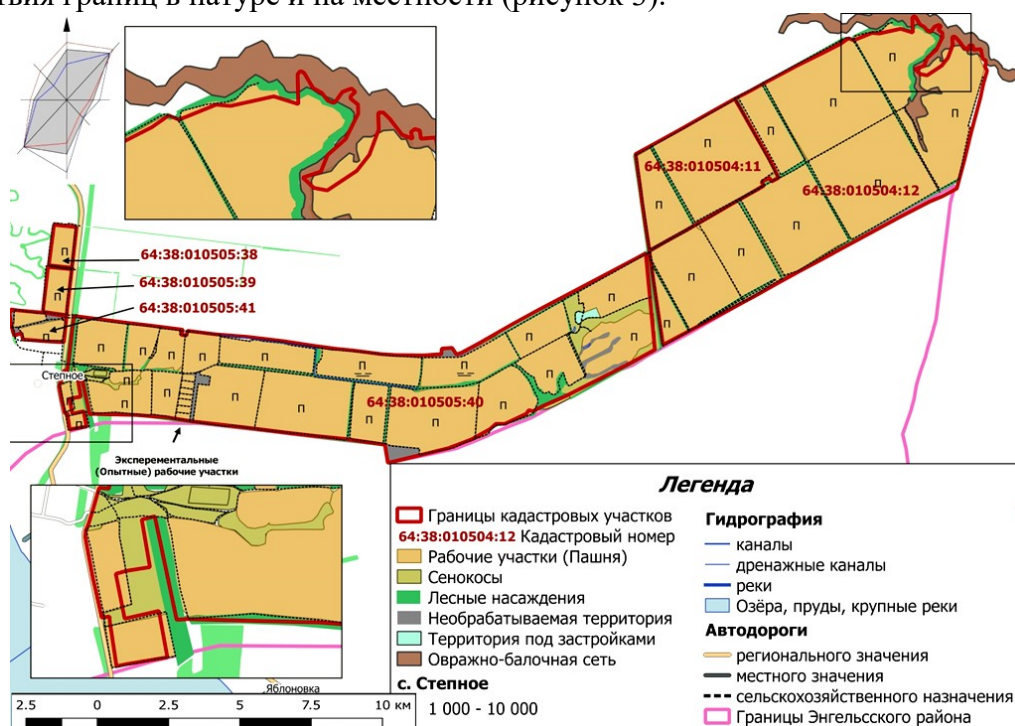 ствия границ в натуре и на местности (рисунок 3).
П
П
64:38:010504:11
П
П
П
64:38:010504:12
П
П
П
64:38:010505:38
П
64:38:010505:39
П
64:38:010505:41
П
П
П
П
П
П
П
П
П
П
П
П
П
П
Степное
П
П
П
П
П
64:38:010505:40
П
П
П
П
Эксперементальные
(Опытные) рабочие участки
Яблоновка
2.5 0 2.5 5 7.5 10 км
Легенда
Границы кадастровых участков
64:38:010504:12 Кадастровый номер
Рабочие участки (Пашня)
Сенокосы
Лесные насаждения
Необрабатываемая территория
Территория под застройками
Овражно-балочная сеть
с. Степное
1 000 - 10 000
Гидрография
каналы
дренажные каналы
реки
Озёра, пруды, крупные реки
Автодороги
регионального значения
местного значения
сельскохозяйственного назначения
Границы Энгельсского района